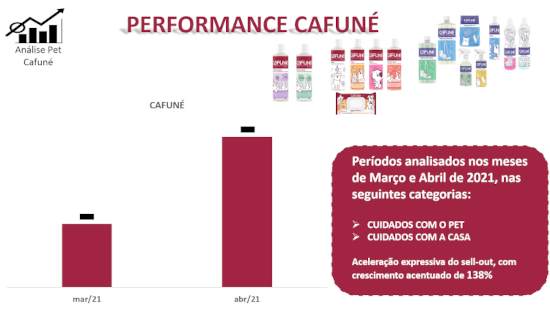 PERFORMANCE CAFUNÉ
Análise Pet
Cafuné
CAFUNÉ
mar/21
abr/21
Períodos analisados nos meses
de Março e Abril de 2021, nas
seguintes categorias:
➢ CUIDADOS COM O PET
➢ CUIDADOS COM A CASA
Aceleração expressiva do sell-out, com
crescimento acentuado de 138%